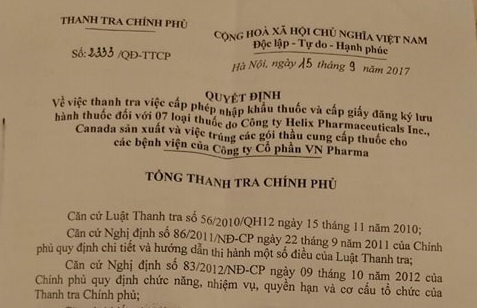 THANH TRA CHÍNH PHỦ
CỘNG HOÀ XÃ HỘI CHỦ NGHĨA VIỆT NAM
Độc lập - Tự do - Hạnh phúc
Số: 2333 /QĐ-TTCP
Hà Nội, ngày 15 tháng 9 năm 2017
QUYẾT ĐỊNH
Về việc thanh tra việc cấp phép nhập khẩu thuốc và cấp giấy đăng ký lưu
hành thuốc đối với 07 loại thuốc do Công ty Helix Pharmaceuticals Inc.,
Canada sản xuất và việc trúng các gói thầu cung cấp thuốc cho
các bệnh viện của Công ty Cổ phần VN Pharma
TỔNG THANH TRA CHÍNH PHỦ
Căn cứ Luật Thanh tra số 56/2010/QH12 ngày 15 tháng 11 năm 2010;
Căn cứ Nghị định số 86/2011/NĐ-CP ngày 22 tháng 9 năm 2011 của Chính
phủ quy định chi tiết và hướng dẫn thi hành một số điều của Luật Thanh tra;
Căn cứ Nghị định số 83/2012/NĐ-CP ngày 09 tháng 10 năm 2012 của
Chính phủ quy định chức năng, nhiệm vụ, quyền hạn và cơ cấu tổ chức của
Thanh tra Chính phủ;